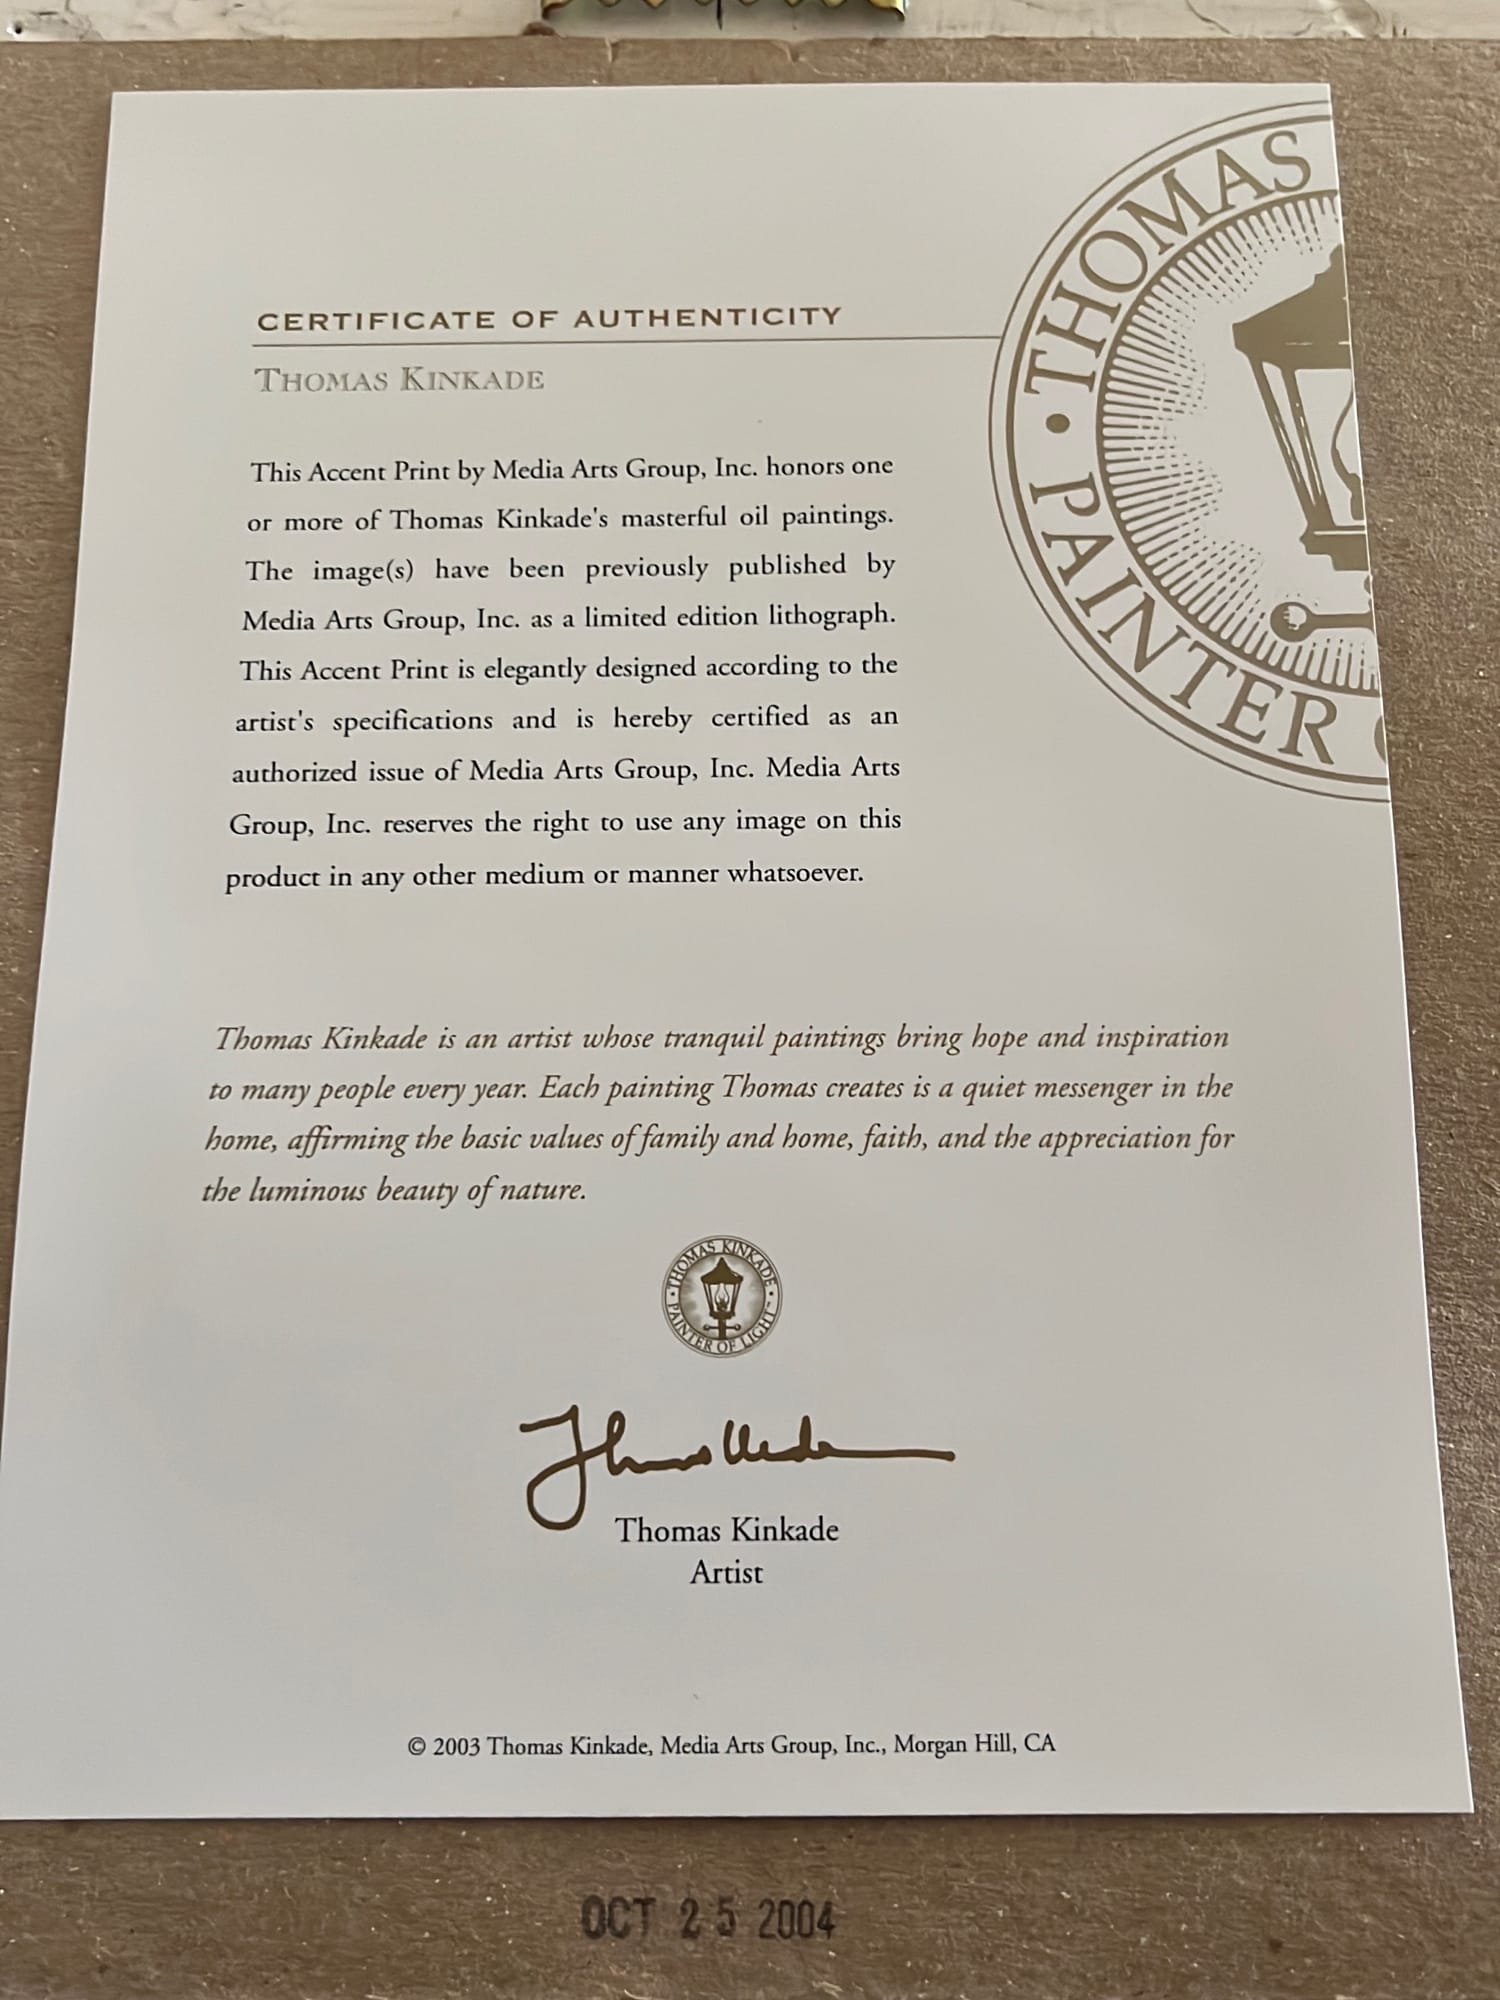 CERTIFICATE OF AUTHENTICITY
THOMAS KINKADE
This Accent Print by Media Arts Group, Inc. honors one
or more of Thomas Kinkade's masterful oil paintings.
The image(s) have been previously published by
Media Arts Group, Inc. as a limited edition lithograph.
This Accent Print is elegantly designed according to the
artist's specifications and is hereby certified as an
authorized issue of Media Arts Group, Inc. Media Arts
Group, Inc. reserves the right to use any image on this
product in any other medium or manner whatsoever.
THOMAS
• PAINTER
Thomas Kinkade is an artist whose tranquil paintings bring hope and inspiration
to many people every year. Each painting Thomas creates is a quiet messenger in the
home, affirming the basic values of family and home, faith, and the appreciation for
the luminous beauty of nature.
• THOMAS KINKADE •
PAINTER OF LIGHT™
Thomas Kinkade
Artist
© 2003 Thomas Kinkade, Media Arts Group, Inc., Morgan Hill, CA
OCT 25 2004